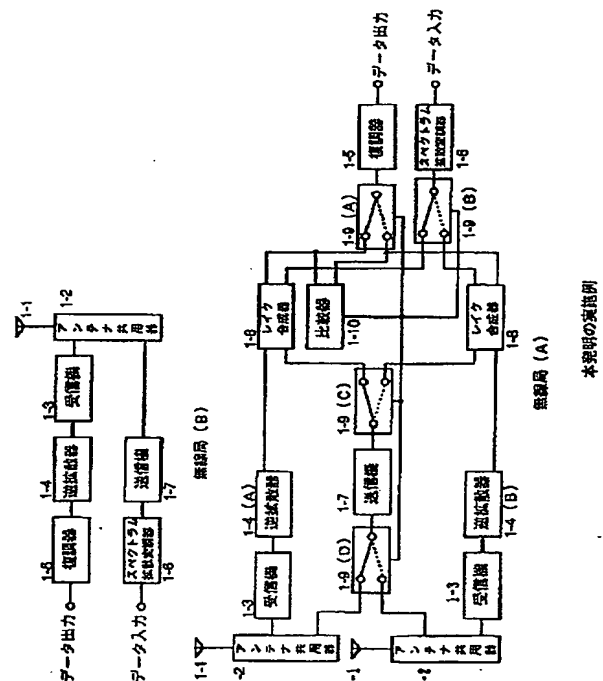 1-1
1-2
アンテナ共用器
1-3
受信機
1-4
逆拡散器
1-5
復調器
データ出力
送信機
1-7
スペクトラム
拡散変調器
1-6
データ入力
無線局 (B)
1-1
-2
アンテナ共用器
1-3
受信機
1-4 (A)
逆拡散器
1-9 (D)
1-7
送信機
1-9 (C)
1-8
レイク
合成器
比較器
1-10
1-9 (A)
1-5
復調器
データ出力
1-9 (B)
スペクトラム
拡散変調器
1-6
データ入力
レイク
合成器
1-8
-1
アンテナ共用器
1-3
受信機
逆拡散器
1-4 (B)
無線局 (A)
本発明の実施例